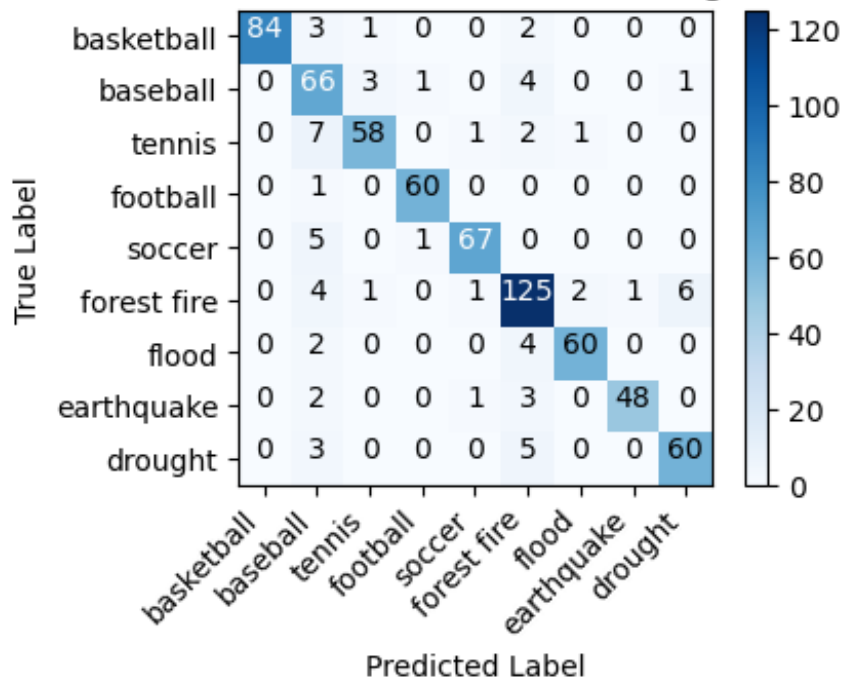 basketball 84 3 1 0 0 2 0 0 0
baseball 0 66 3 1 0 4 0 0 1
tennis 0 7 58 0 1 2 1 0 0
football 0 1 0 60 0 0 0 0 0
soccer 0 5 0 1 67 0 0 0 0
forest fire 0 4 1 0 1 125 2 1 6
flood 0 2 0 0 0 4 60 0 0
earthquake 0 2 0 0 1 3 0 48 0
drought 0 3 0 0 0 5 0 0 60
True Label
basketball
baseball
tennis
football
soccer
forest fire
flood
earthquake
drought
Predicted Label
120
100
80
60
40
20
0